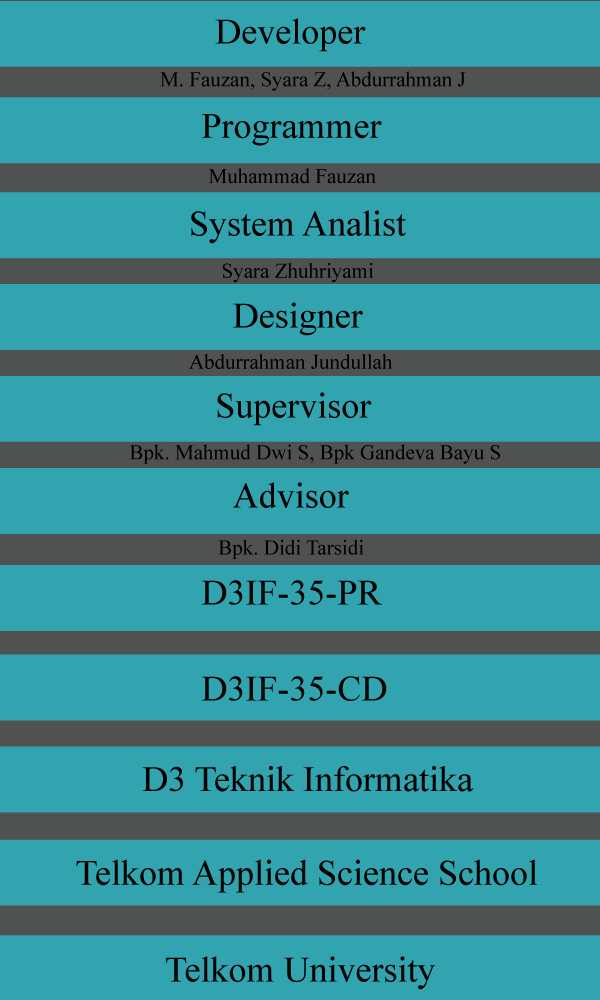 Developer
M. Fauzan, Syara Z, Abdurrahman J
Programmer
Muhammad Fauzan
System Analist
Syara Zhuhriyami
Designer
Abdurrahman Jundullah
Supervisor
Bpk. Mahmud Dwi S, Bpk Gandeva Bayu S
Advisor
Bpk. Didi Tarsidi
D3IF-35-PR
D3IF-35-CD
D3 Teknik Informatika
Telkom Applied Science School
Telkom University